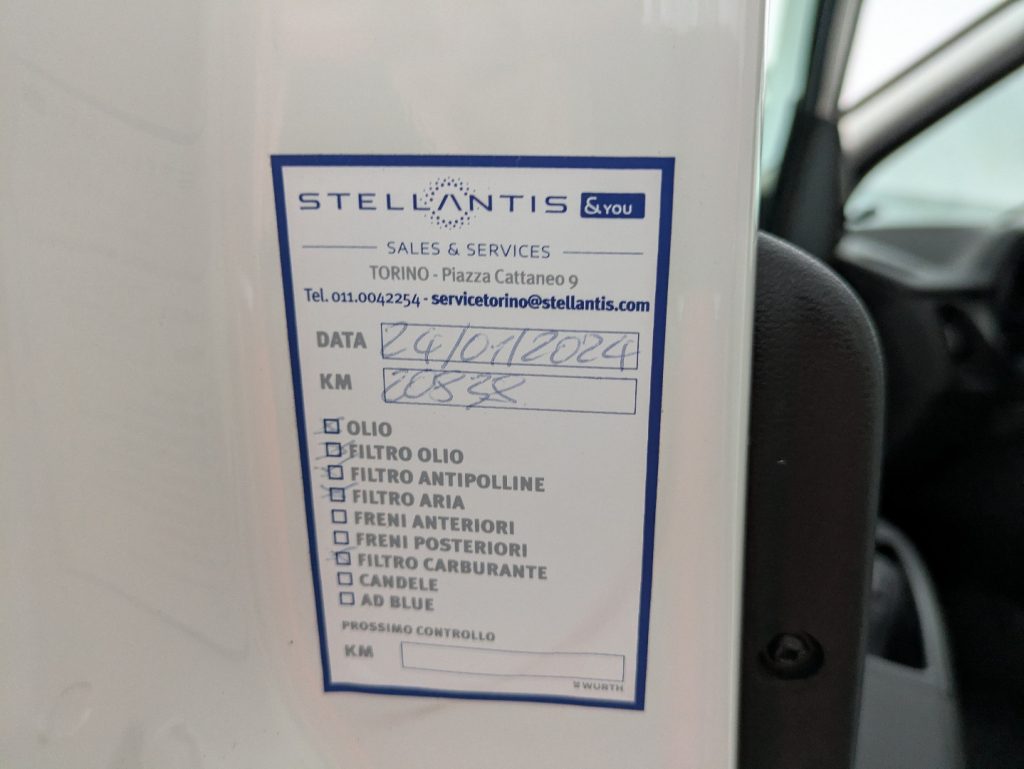 STELLANTIS &YOU
SALES & SERVICES
TORINO - Piazza Cattaneo 9
Tel. 011.0042254 - servicetorino@stellantis.com
DATA 24/01/2024
KM 20838
OLIO
FILTRO OLIO
FILTRO ANTIPOLLINE
FILTRO ARIA
FRENI ANTERIORI
FRENI POSTERIORI
FILTRO CARBURANTE
CANDELE
AD BLUE
PROSSIMO CONTROLLO
KM
WURTH